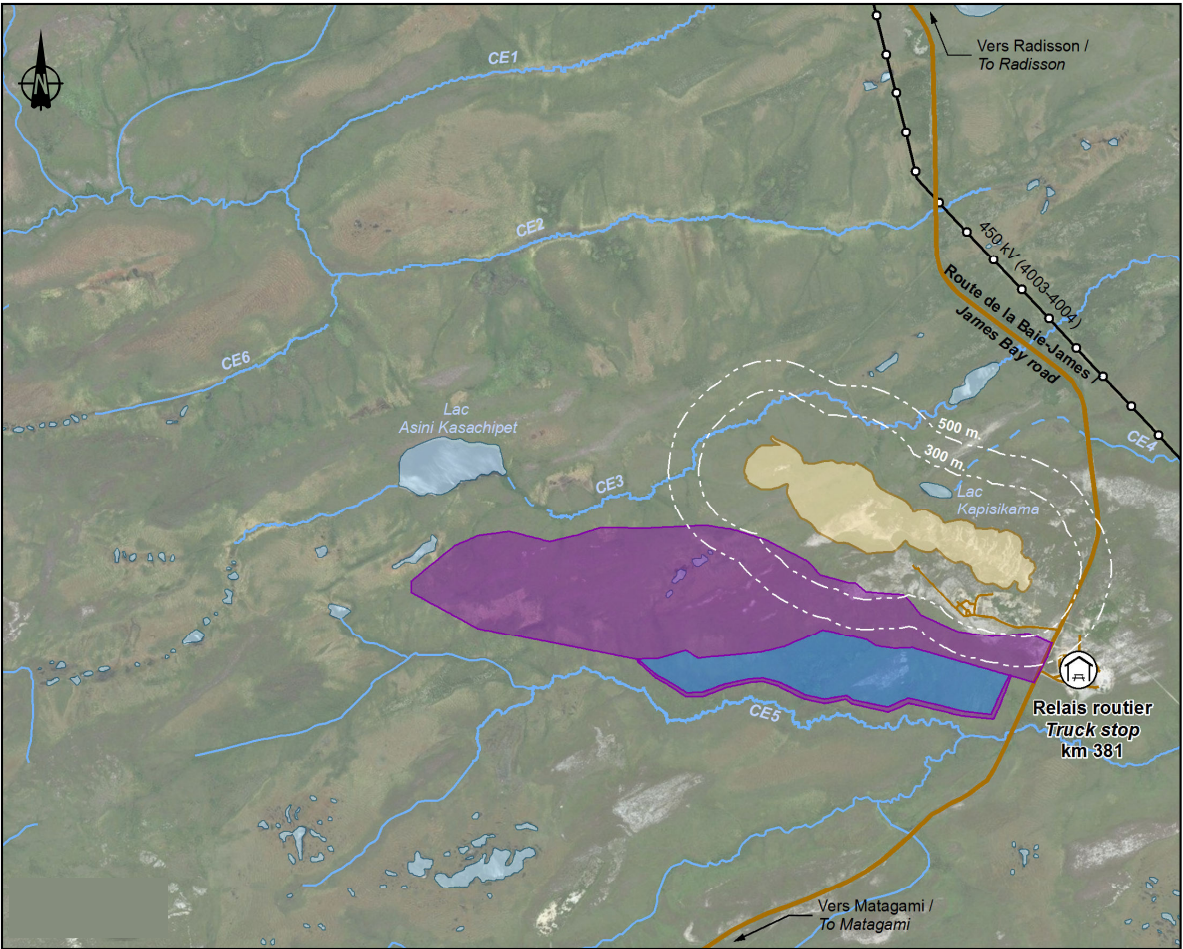 N
CE1
Vers Radisson /
To Radisson
CE2
450 kV (4003-4004)
Route de la Baie-James /
James Bay road
CE6
Lac
Asini Kasachipet
500 m.
300 m.
CE4
CE3
Lac
Kapisikama
CE5
Relais routier
Truck stop
km 381
Vers Matagami /
To Matagami